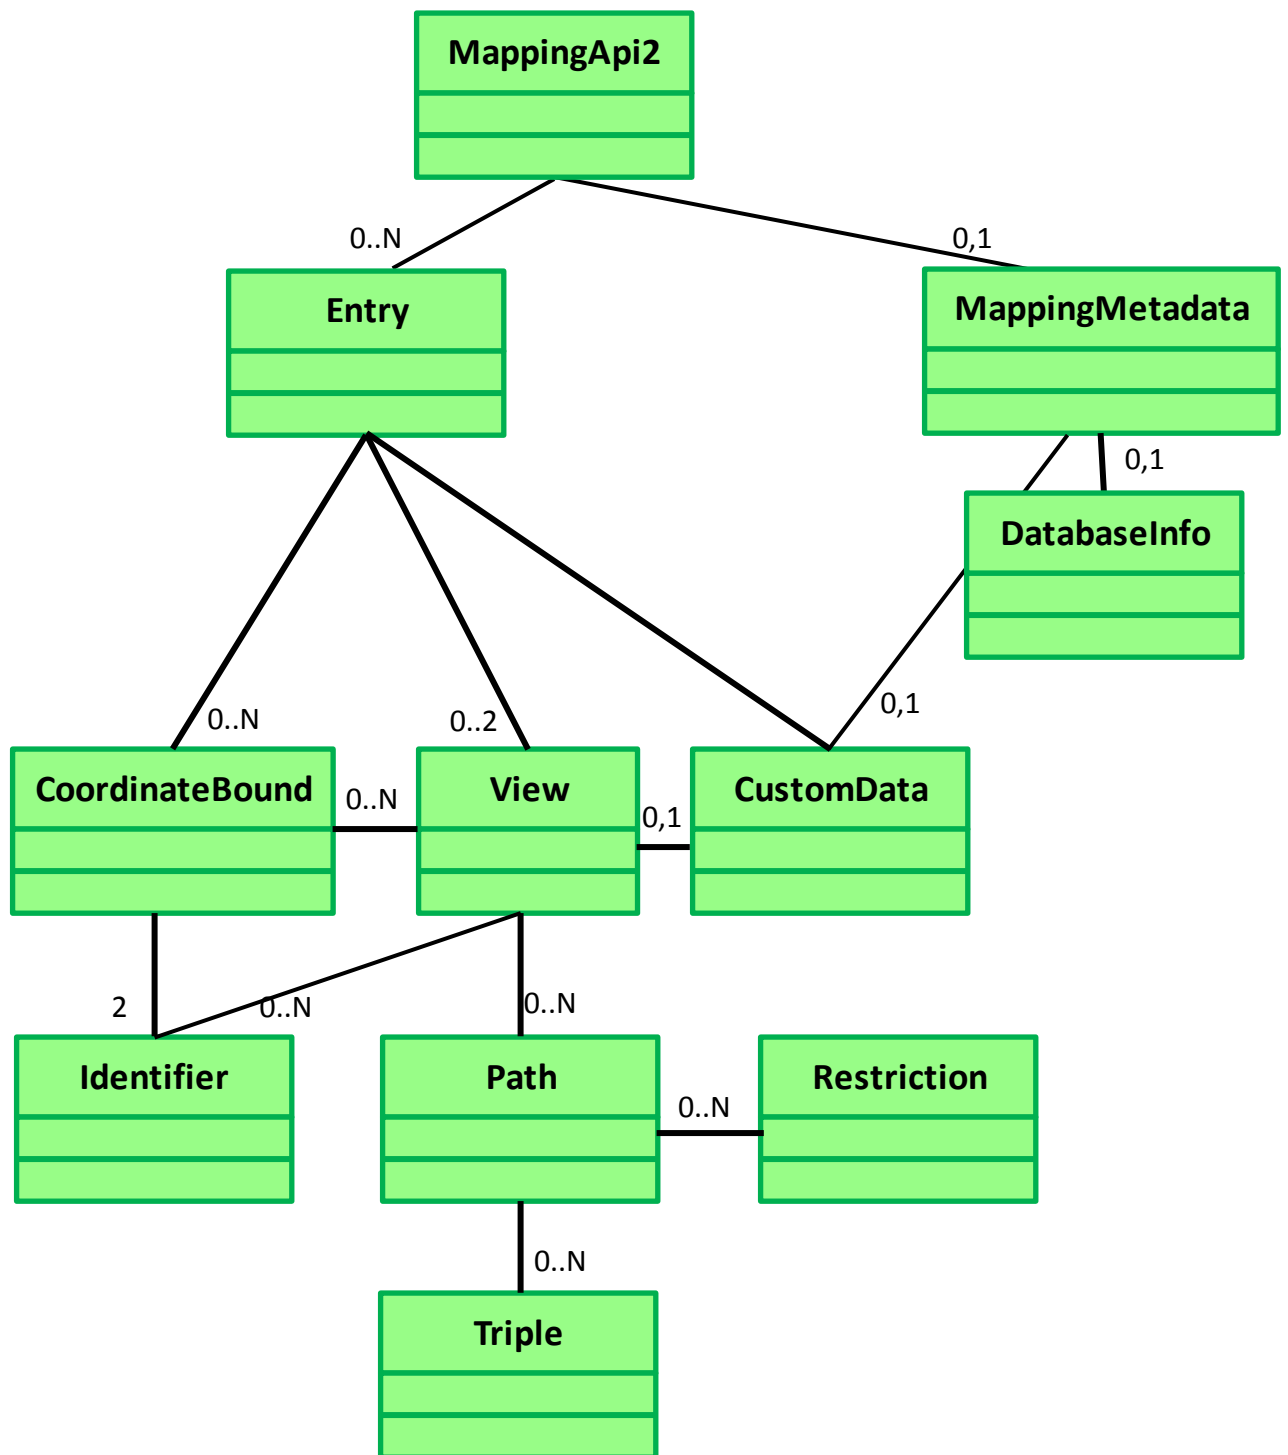 MappingApi2
0..N
0,1
Entry
MappingMetadata
0,1
DatabaseInfo
0..N
0..2
0,1
CoordinateBound
0..N
View
0,1
CustomData
2
0..N
0..N
Identifier
Path
0..N
Restriction
0..N
Triple